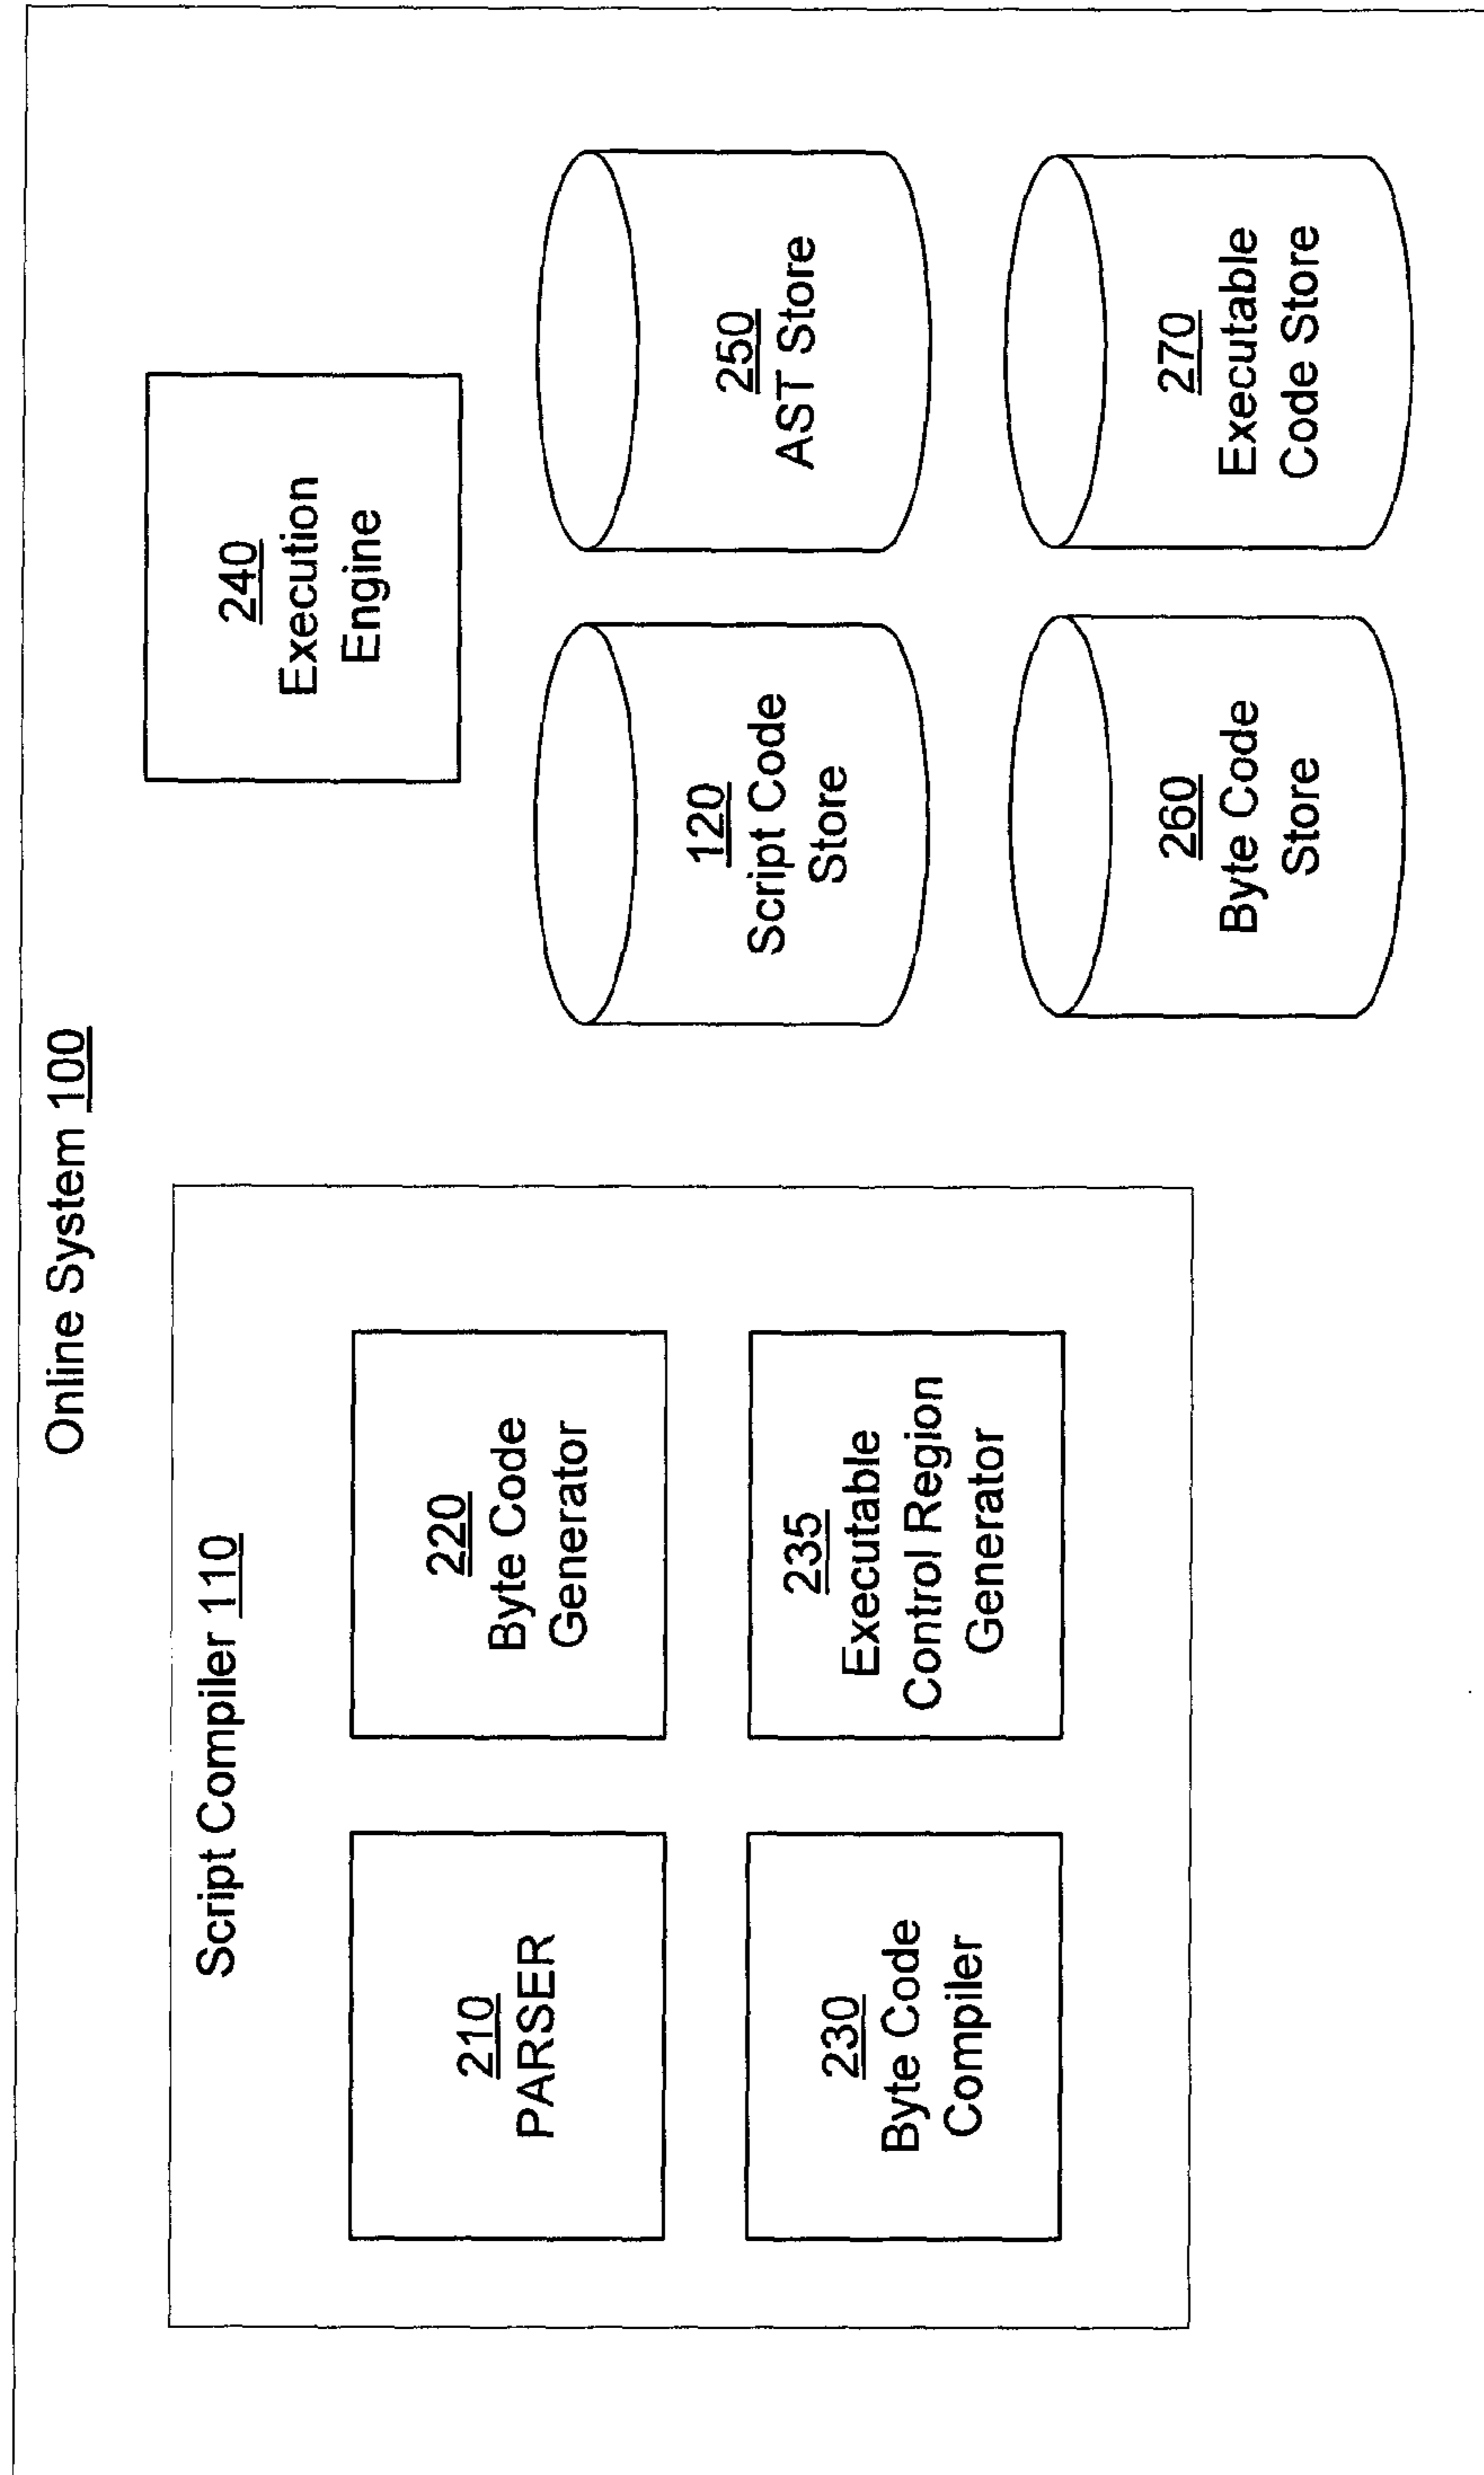 Online System 100
Script Compiler 110
210
PARSER
220
Byte Code
Generator
230
Byte Code
Compiler
235
Executable
Control Region
Generator
240
Execution
Engine
120
Script Code
Store
250
AST Store
260
Byte Code
Store
270
Executable
Code Store